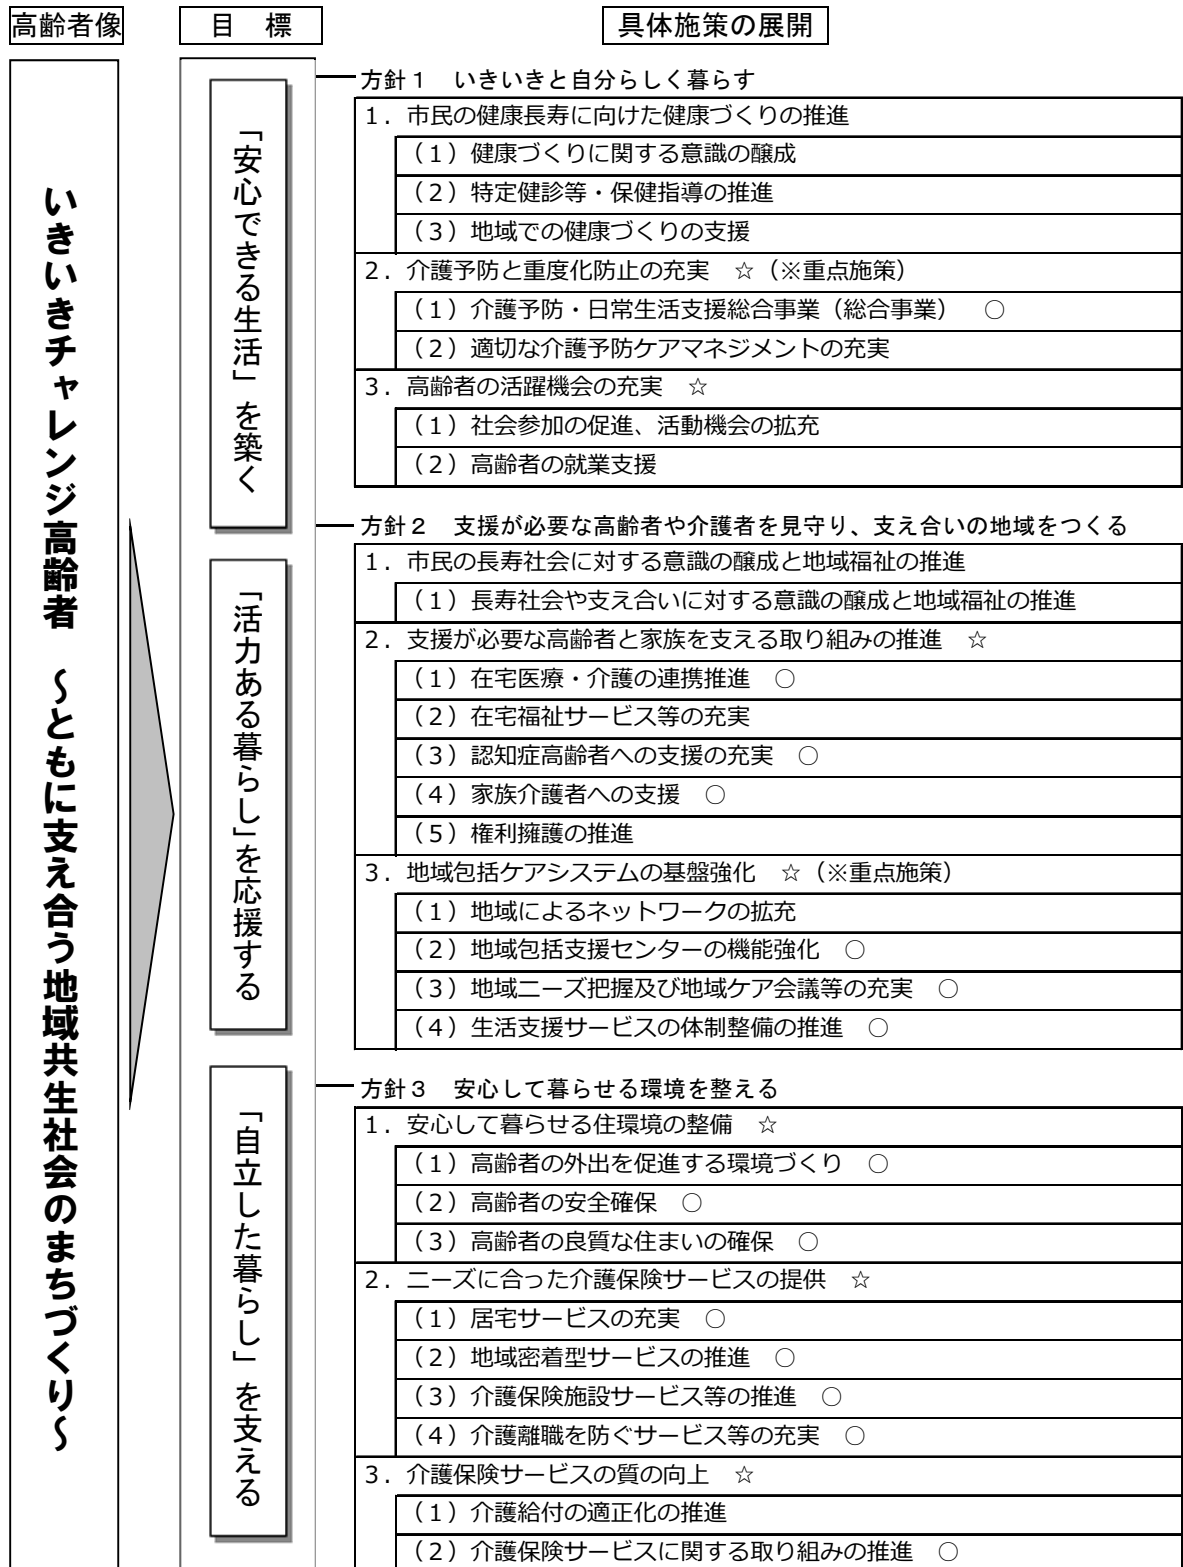 高齢者像
目　標
具体施策の展開
いきいきチャレンジ高齢者　～ともに支え合う地域共生社会のまちづくり～
「安心できる生活」を築く
「活力ある暮らし」を応援する
「自立した暮らし」を支える
方針１　いきいきと自分らしく暮らす
１．市民の健康長寿に向けた健康づくりの推進
（１）健康づくりに関する意識の醸成
（２）特定健診等・保健指導の推進
（３）地域での健康づくりの支援
２．介護予防と重度化防止の充実　☆（※重点施策）
（１）介護予防・日常生活支援総合事業（総合事業）　○
（２）適切な介護予防ケアマネジメントの充実
３．高齢者の活躍機会の充実　☆
（１）社会参加の促進、活動機会の拡充
（２）高齢者の就業支援
方針２　支援が必要な高齢者や介護者を見守り、支え合いの地域をつくる
１．市民の長寿社会に対する意識の醸成と地域福祉の推進
（１）長寿社会や支え合いに対する意識の醸成と地域福祉の推進
２．支援が必要な高齢者と家族を支える取り組みの推進　☆
（１）在宅医療・介護の連携推進　○
（２）在宅福祉サービス等の充実
（３）認知症高齢者への支援の充実　○
（４）家族介護者への支援　○
（５）権利擁護の推進
３．地域包括ケアシステムの基盤強化　☆（※重点施策）
（１）地域によるネットワークの拡充
（２）地域包括支援センターの機能強化　○
（３）地域ニーズ把握及び地域ケア会議等の充実　○
（４）生活支援サービスの体制整備の推進　○
方針３　安心して暮らせる環境を整える
１．安心して暮らせる住環境の整備　☆
（１）高齢者の外出を促進する環境づくり　○
（２）高齢者の安全確保　○
（３）高齢者の良質な住まいの確保　○
２．ニーズに合った介護保険サービスの提供　☆
（１）居宅サービスの充実　○
（２）地域密着型サービスの推進　○
（３）介護保険施設サービス等の推進　○
（４）介護離職を防ぐサービス等の充実　○
３．介護保険サービスの質の向上　☆
（１）介護給付の適正化の推進
（２）介護保険サービスに関する取り組みの推進　○